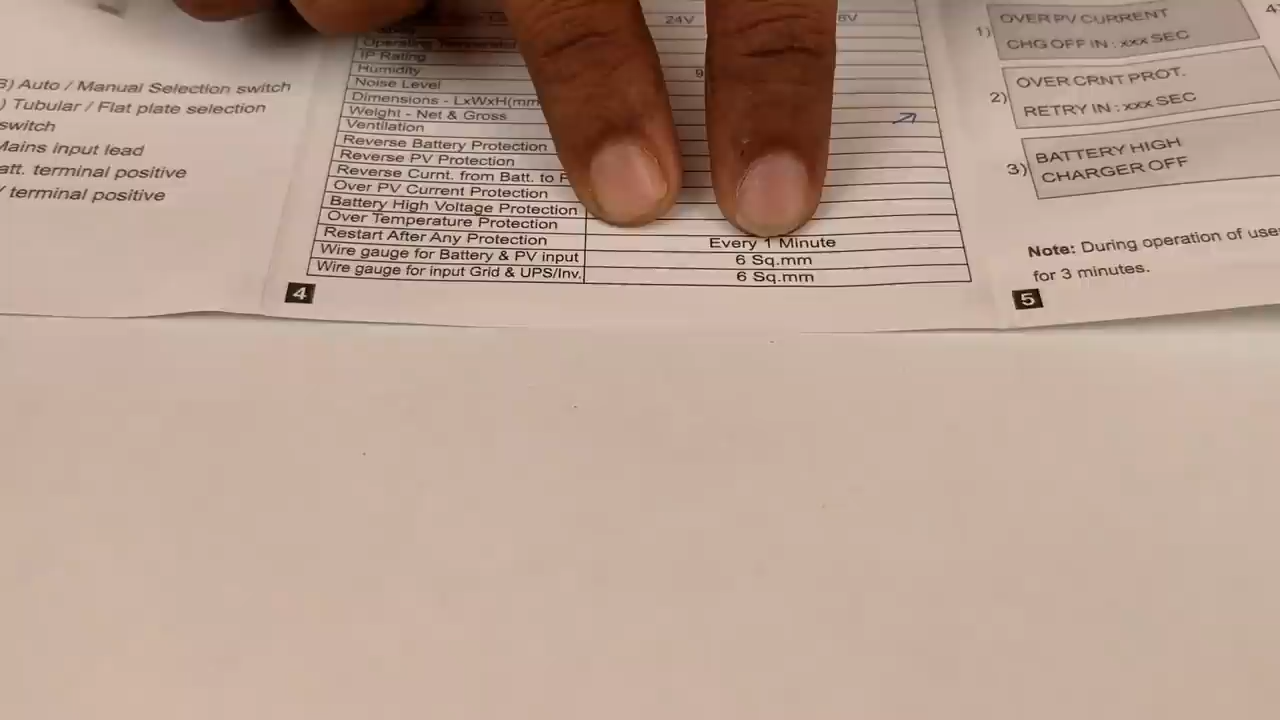 B) Auto / Manual Selection switch
) Tubular / Flat plate selection
switch
Mains input lead
att. terminal positive
/ terminal positive
24V
Operating
IP Rating
Humidity
9
Noise Level
Dimensions - LxWxH(mm
Weight - Net & Gross
Ventilation
Reverse Battery Protection
Reverse PV Protection
Reverse Curnt. from Batt. to P
Over PV Current Protection
Battery High Voltage Protection
Over Temperature Protection
Restart After Any Protection Every 1 Minute
Wire gauge for Battery & PV input 6 Sq.mm
Wire gauge for input Grid & UPS/Inv. 6 Sq.mm
4
1) OVER PV CURRENT
CHG OFF IN : xxx SEC
2) OVER CRNT PROT.
RETRY IN : xxx SEC
3) BATTERY HIGH
CHARGER OFF
Note: During operation of use
for 3 minutes.
5